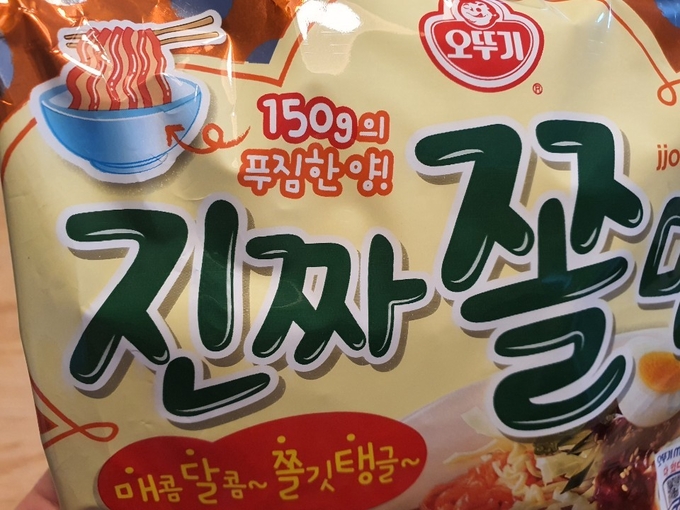 오뚜기
®
150g의
푸짐한 양!
jjo
진짜 쫄
매콤달콤~ 쫄깃탱글~